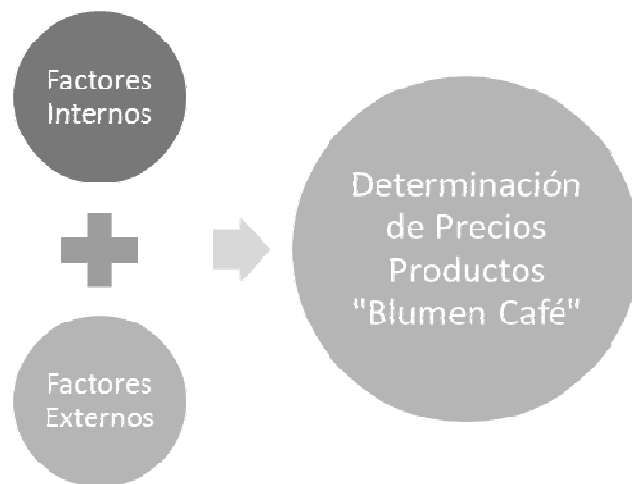 Factores
Internos
Factores
Externos
Determinación
de Precios
Productos
"Blumen Café"